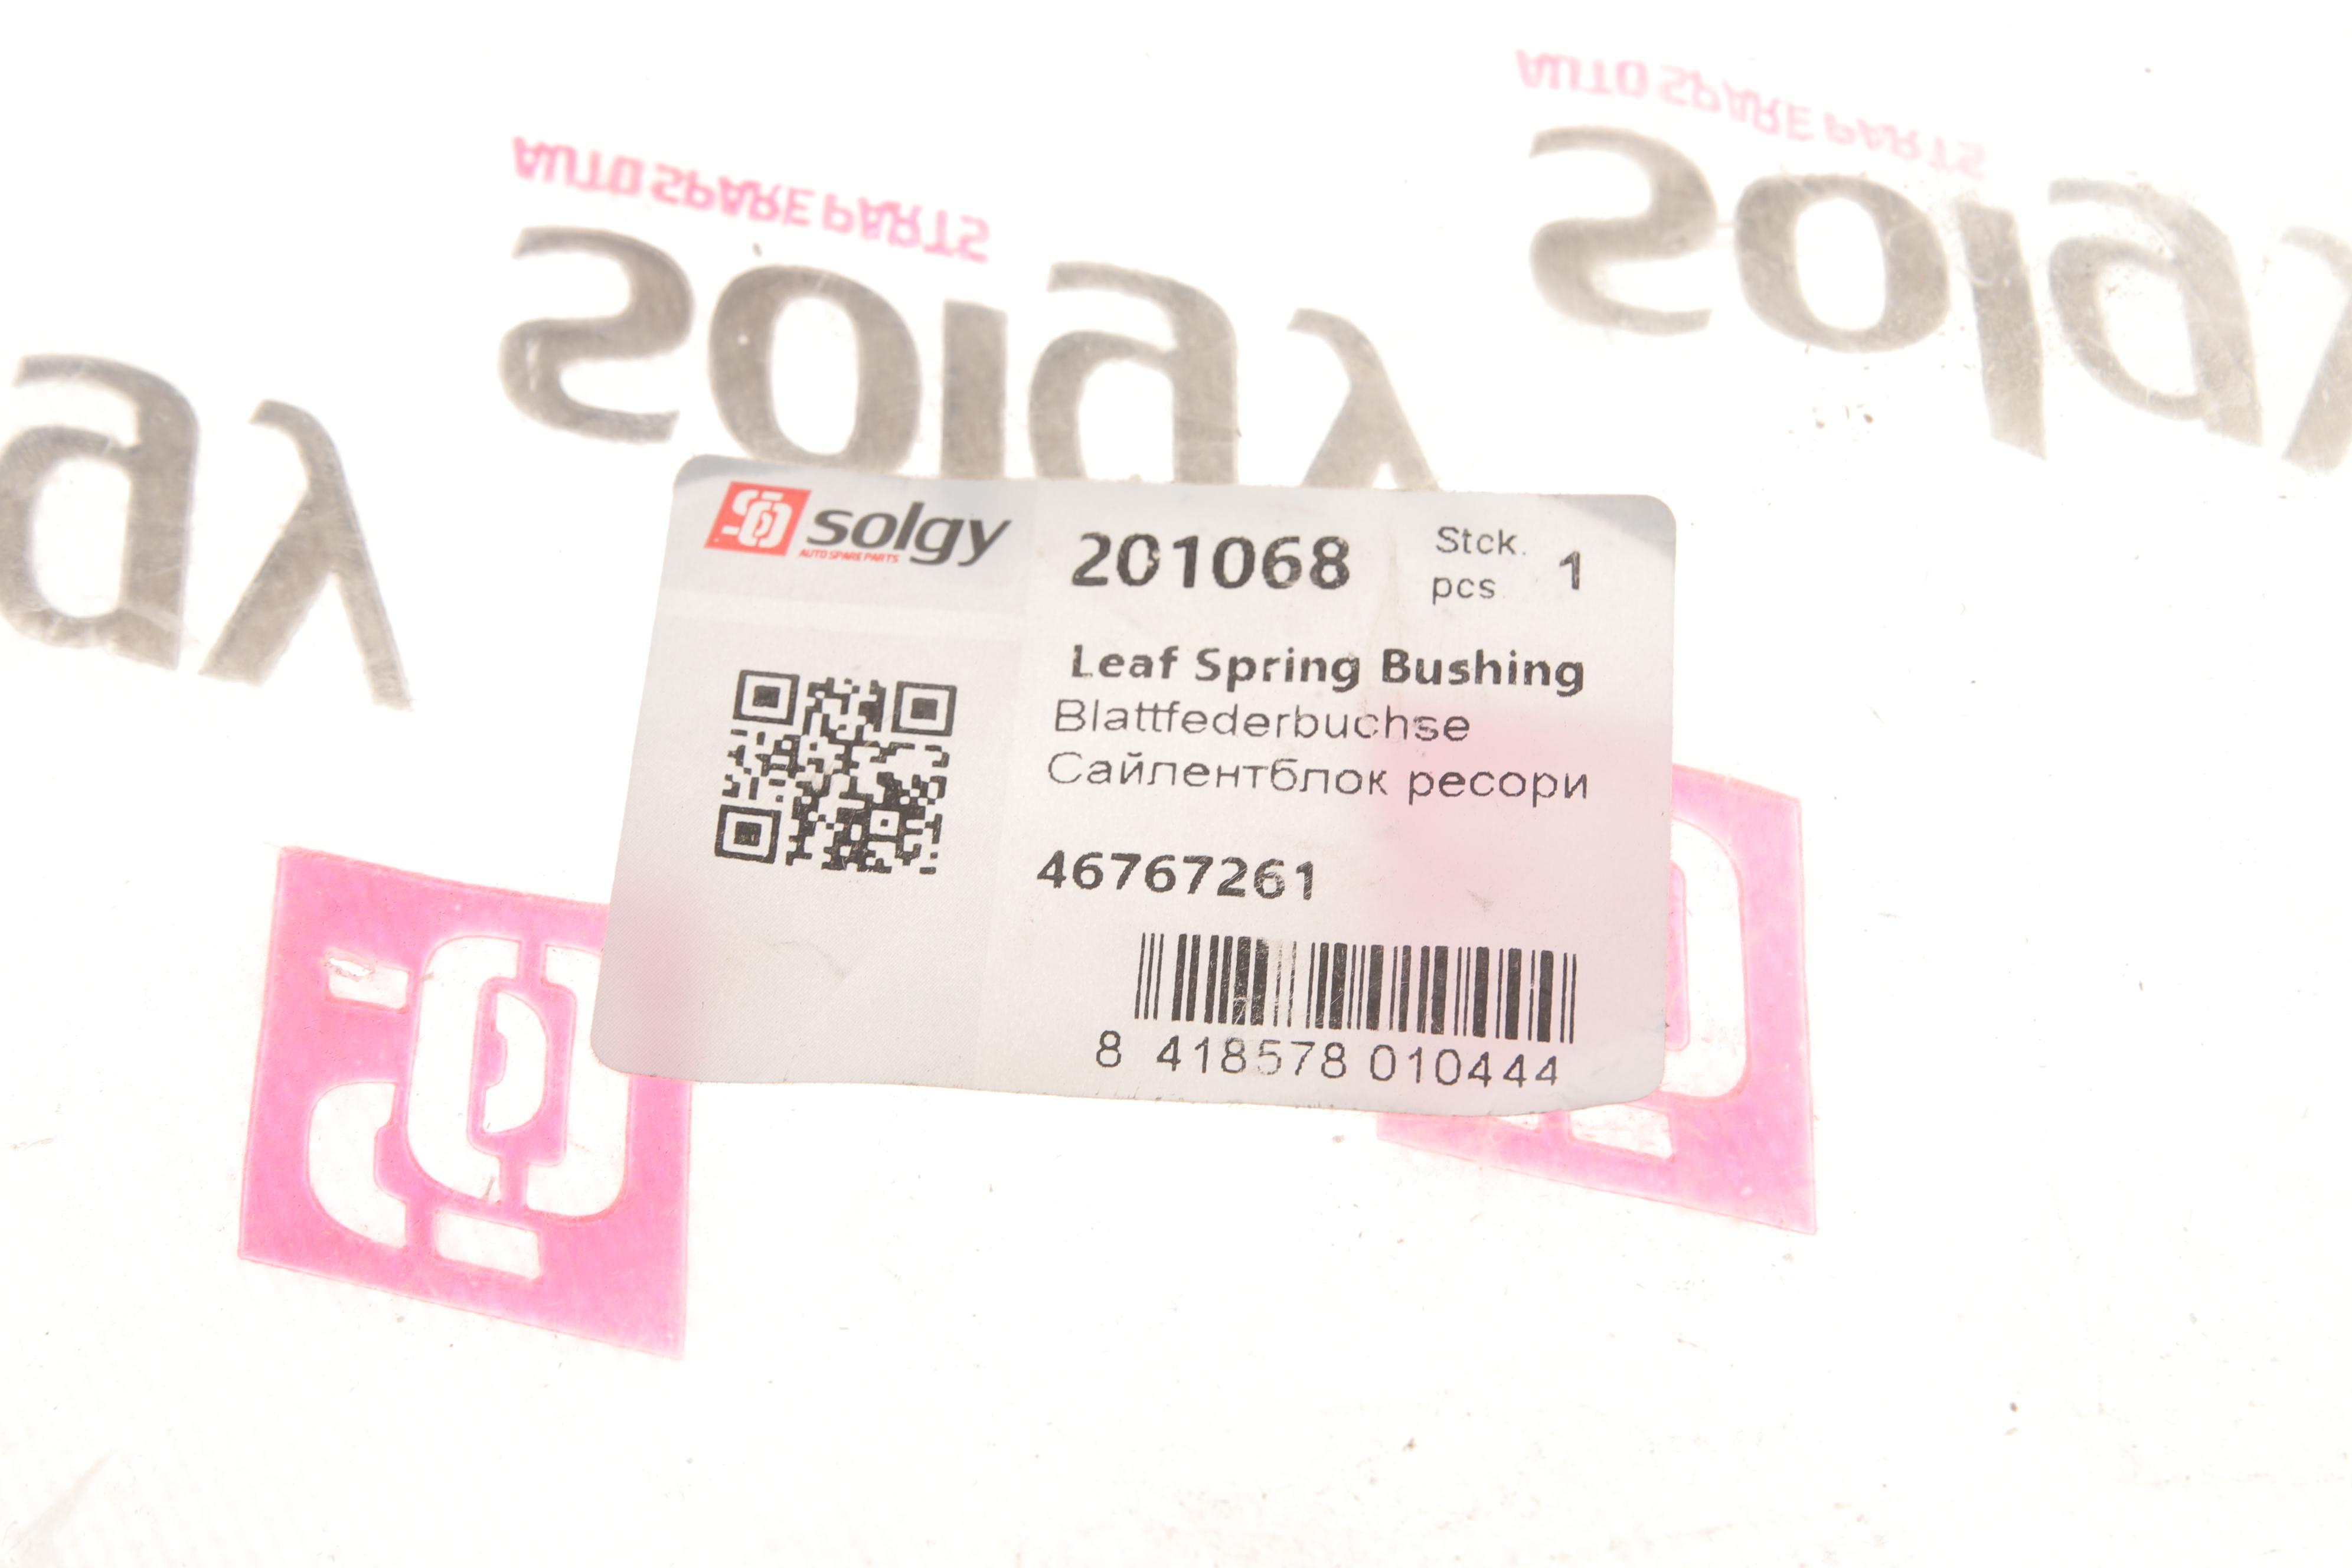 AUTO SPARE PARTS
solgy
AUTO SPARE PARTS
solgy
gy
solgy
AUTO SPARE PARTS
201068
Stck.
pcs.
1
Leaf Spring Bushing
Blattfederbuchse
Сайлентблок ресори
46767261
8 418578 010444